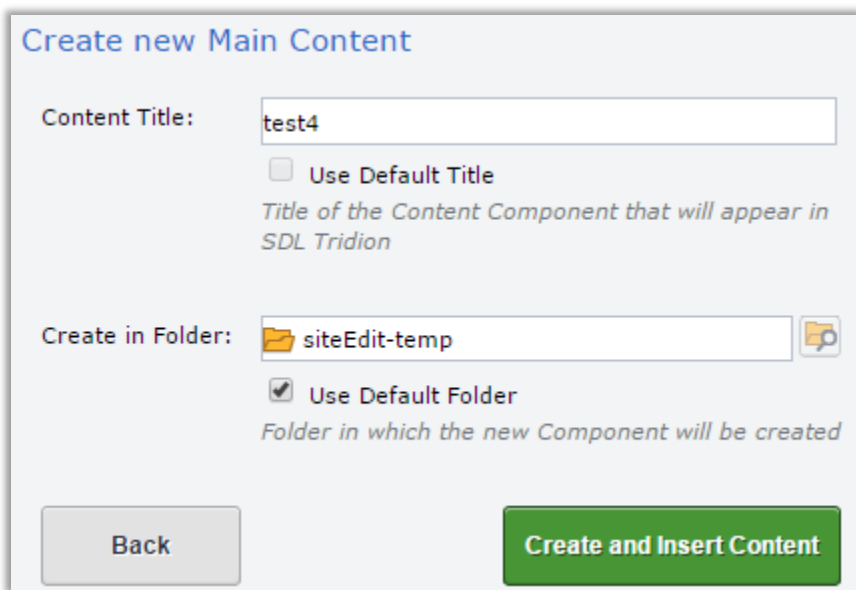 Create new Main Content
Content Title:
test4
Use Default Title
Title of the Content Component that will appear in
SDL Tridion
Create in Folder:
siteEdit-temp
Use Default Folder
Folder in which the new Component will be created
Back
Create and Insert Content